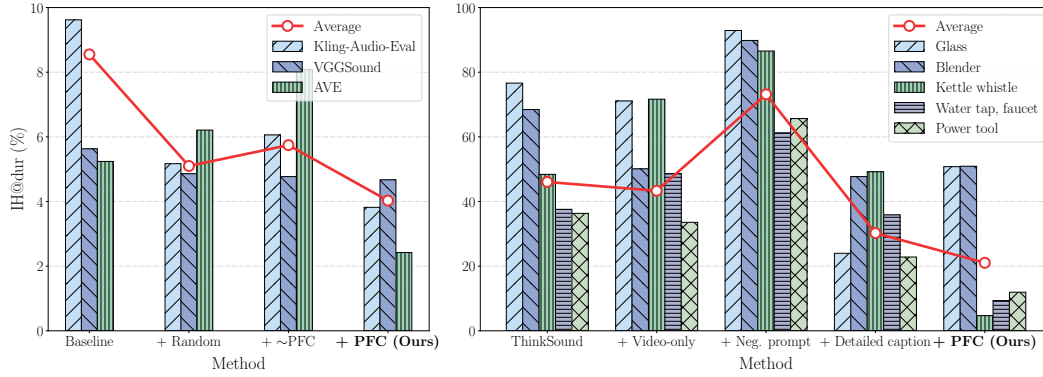 10
8
6
4
2
0
IH@dur (%)
Average
Kling-Audio-Eval
VGGSound
AVE
Baseline
+ Random
+ ∼PFC
+ PFC (Ours)
Method
100
80
60
40
20
0
Average
Glass
Blender
Kettle whistle
Water tap, faucet
Power tool
ThinkSound
+ Video-only
+ Neg. prompt
+ Detailed caption
+ PFC (Ours)
Method